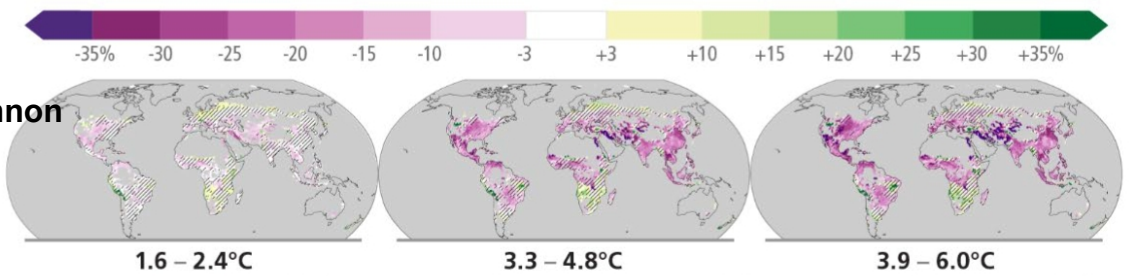 -35% -30 -25 -20 -15 -10 -3 +3 +10 +15 +20 +25 +30 +35%
1.6 – 2.4°C 3.3 – 4.8°C 3.9 – 6.0°C